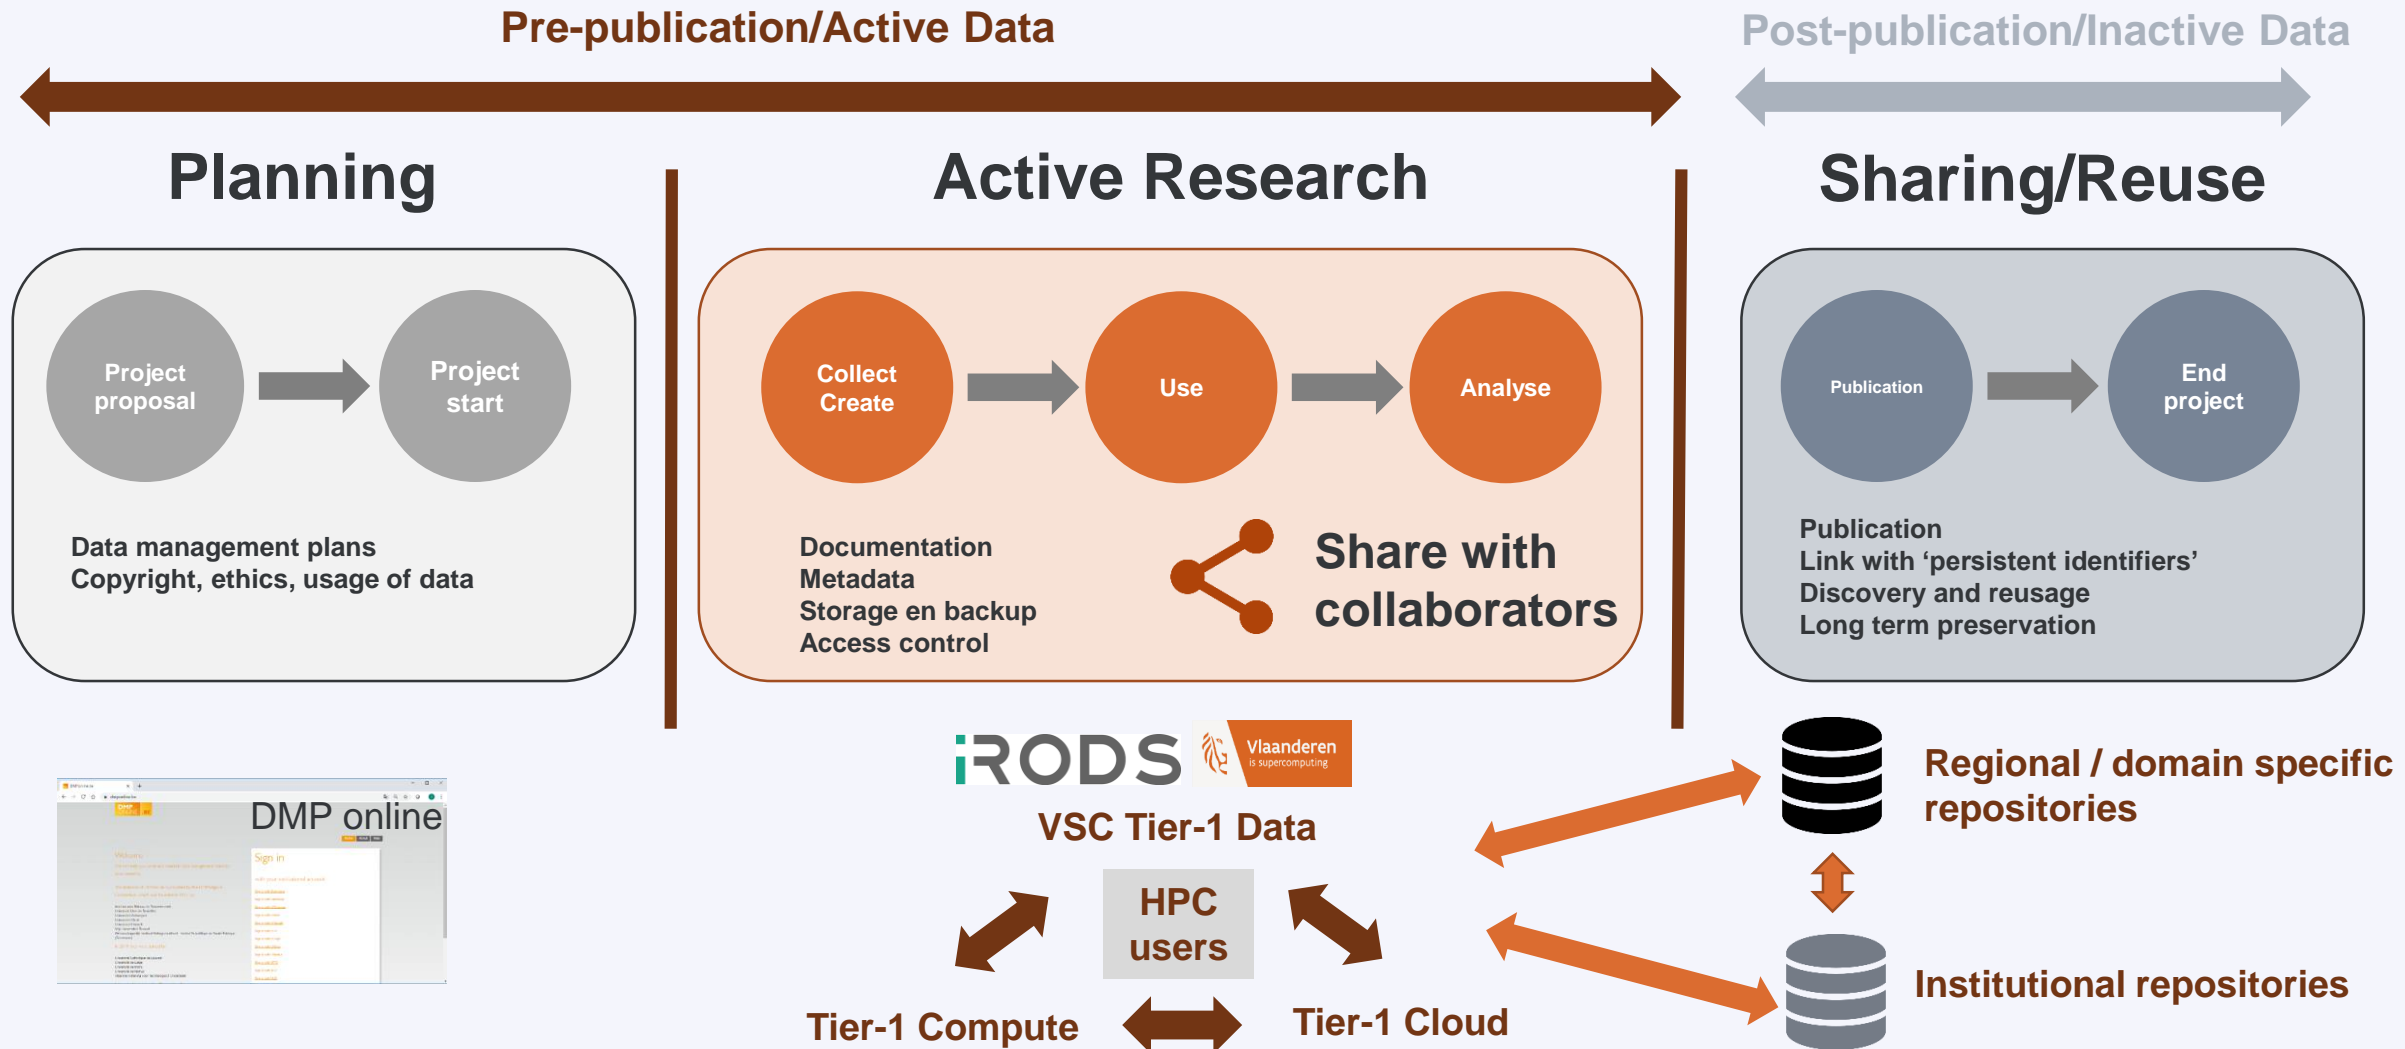 Pre-publication/Active Data
Post-publication/Inactive Data
Planning
Active Research
Sharing/Reuse
Project
proposal
Project
start
Data management plans
Copyright, ethics, usage of data
Collect
Create
Use
Analyse
Documentation
Metadata
Storage en backup
Access control
Share with
collaborators
Publication
End
project
Publication
Link with ‘persistent identifiers’
Discovery and reusage
Long term preservation
DMP online
Welcome
Sign in
iRODS
Vlaanderen
is supercomputing
VSC Tier-1 Data
HPC
users
Tier-1 Compute
Tier-1 Cloud
Regional / domain specific
repositories
Institutional repositories